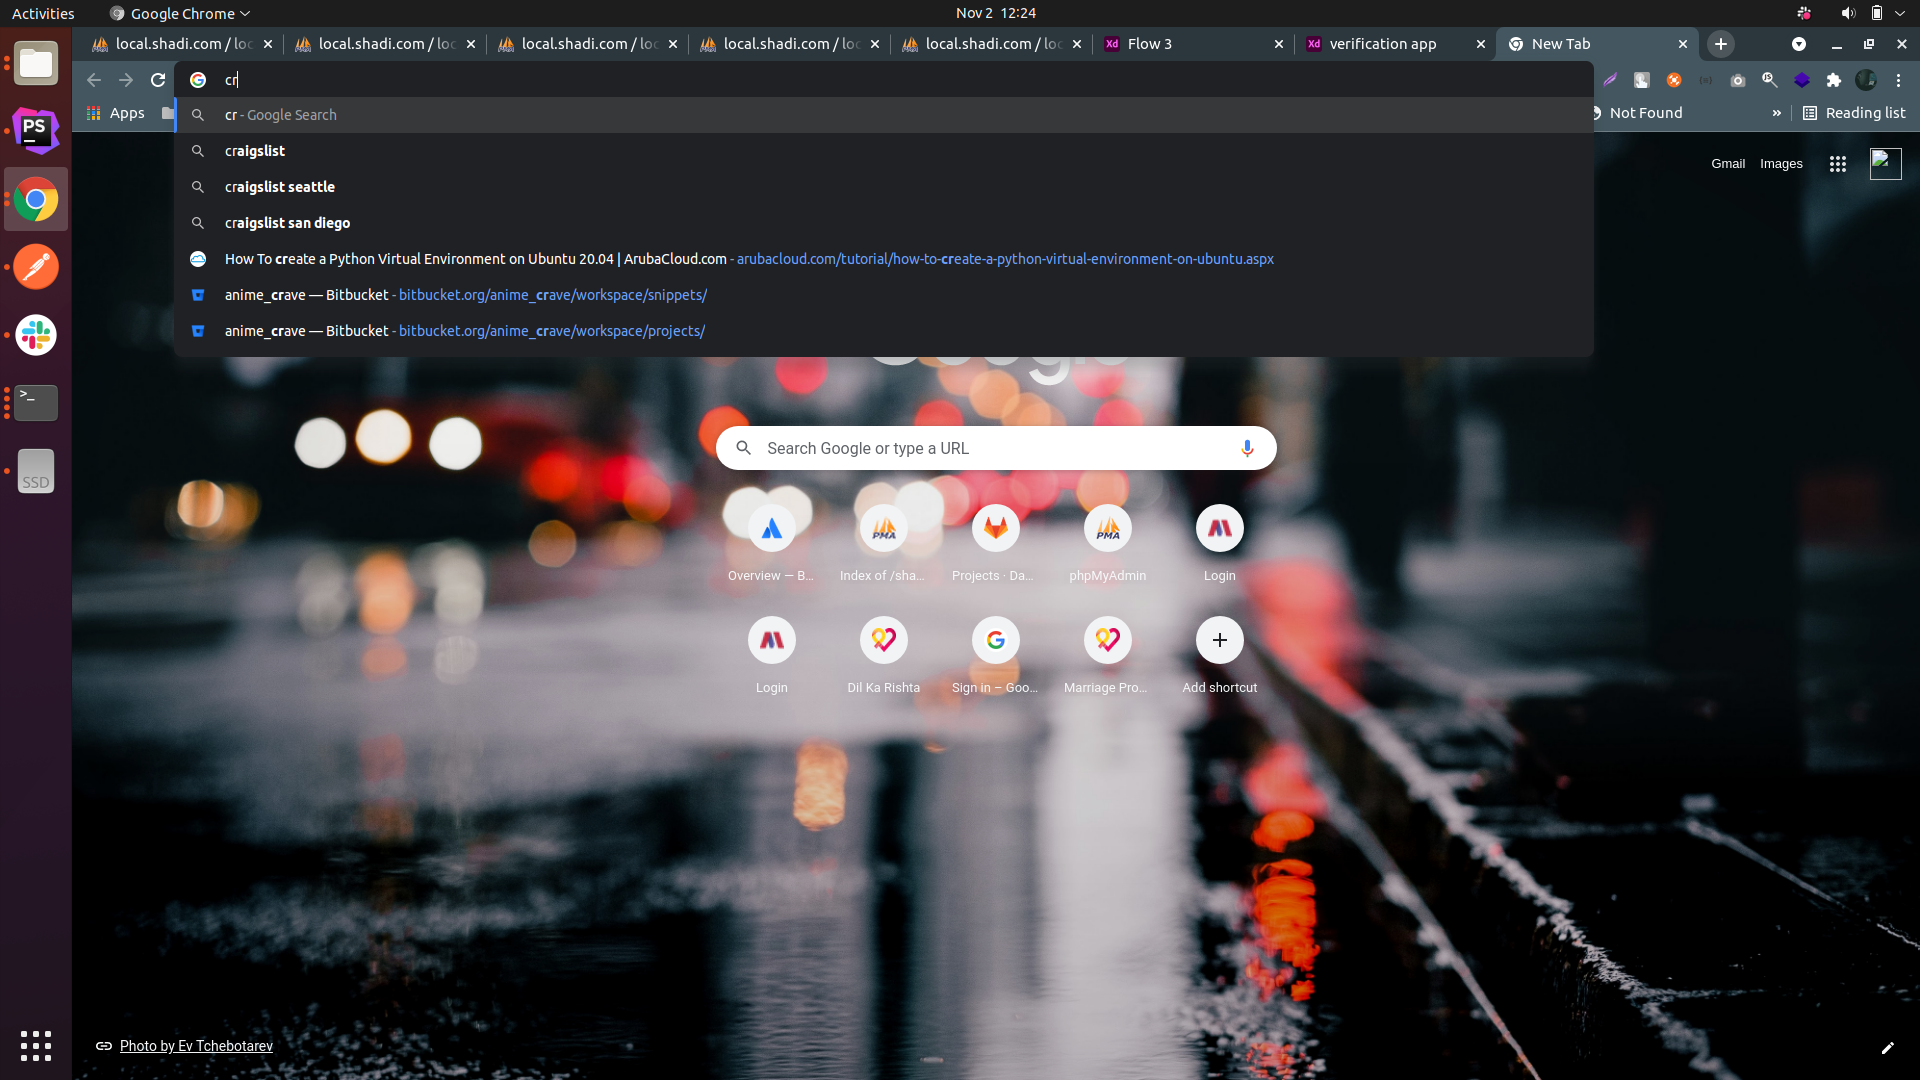 Activities
Google Chrome
Nov 2 12:24
local.shadi.com / loc
local.shadi.com / loc
local.shadi.com / loc
local.shadi.com / loc
local.shadi.com / loc
Xd Flow 3
Xd verification app
New Tab
cr
Apps
Not Found
»
Reading list
cr - Google Search
craigslist
craigslist seattle
craigslist san diego
How To create a Python Virtual Environment on Ubuntu 20.04 | ArubaCloud.com - arubacloud.com/tutorial/how-to-create-a-python-virtual-environment-on-ubuntu.aspx
anime_crave — Bitbucket - bitbucket.org/anime_crave/workspace/snippets/
anime_crave — Bitbucket - bitbucket.org/anime_crave/workspace/projects/
Gmail
Images
PS
>_
SSD
Search Google or type a URL
PMA
PMA
Overview — B...
Index of /sha...
Projects · Da...
phpMyAdmin
Login
Login
Dil Ka Rishta
Sign in – Goo...
Marriage Pro...
Add shortcut
Photo by Ev Tchebotarev